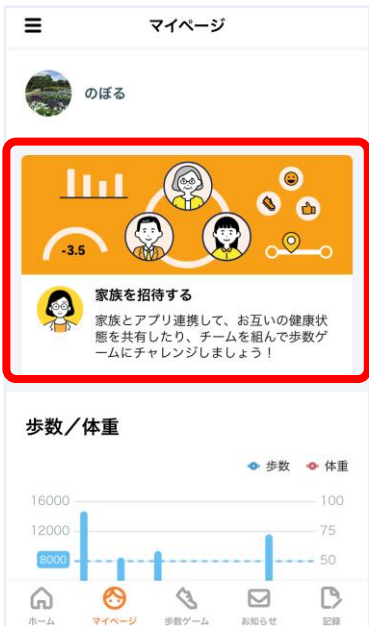 マイページ
のぼる
-3.5
家族を招待する
家族とアプリ連携して、お互いの健康状
態を共有したり、チームを組んで歩数ゲ
ームにチャレンジしましょう！
歩数／体重
歩数 体重
16000 100
12000 75
8000 50
ホーム マイページ 歩数ゲーム お知らせ 記録